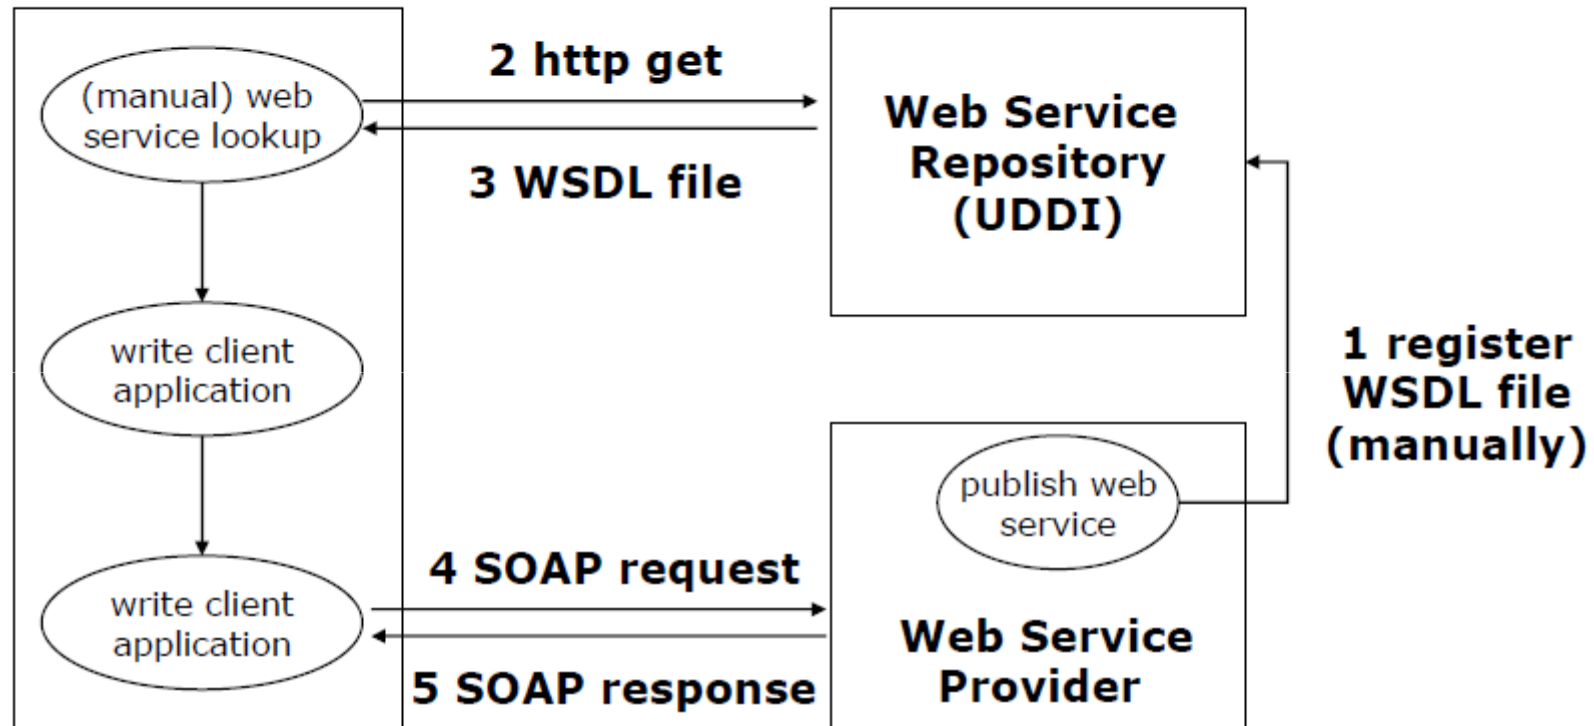 (manual) web
service lookup
2 http get
3 WSDL file
Web Service
Repository
(UDDI)
write client
application
1 register
WSDL file
(manually)
publish web
service
write client
application
4 SOAP request
5 SOAP response
Web Service
Provider